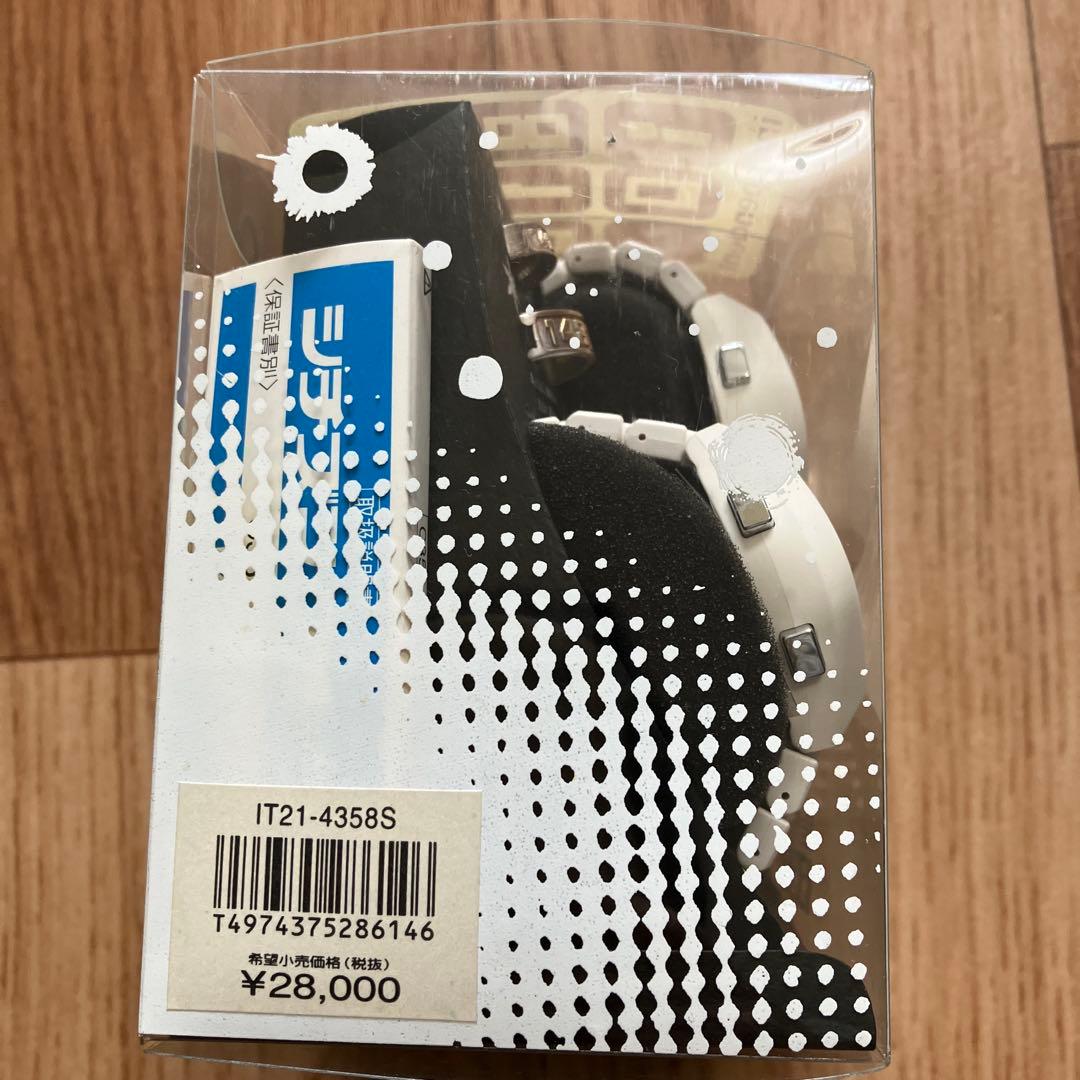 〈保証書別〉
シチズン
取扱説明書
IT21-4358S
T4974375286146
希望小売価格(税抜)
¥28,000